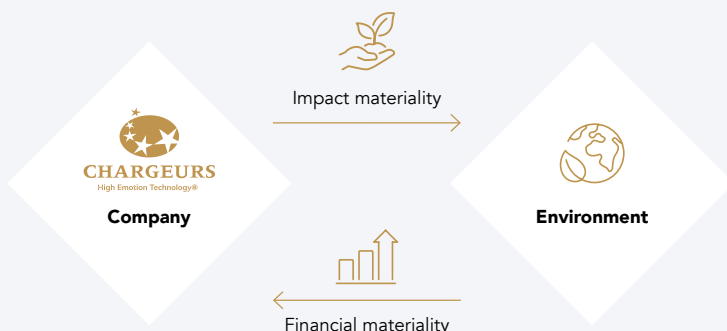 Impact materiality
CHARGEURS
High Emotion Technology®
Company
Environment
Financial materiality